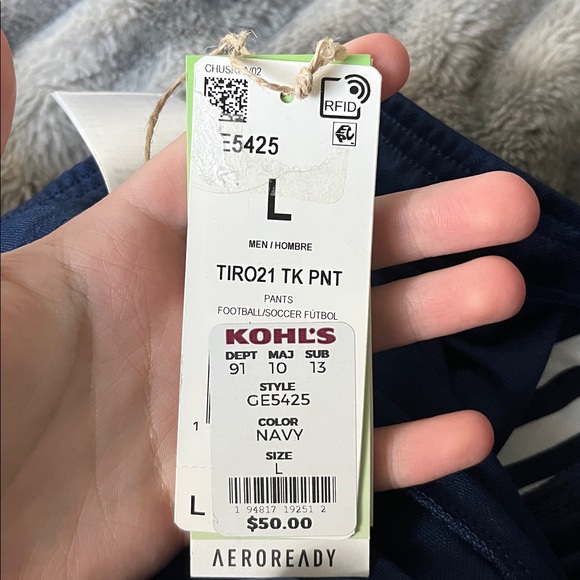 RFID
E5425
L
MEN / HOMBRE
TIRO21 TK PNT
PANTS
FOOTBALL/SOCCER FÚTBOL
KOHL'S
DEPT MAJ SUB
91 10 13
STYLE
GE5425
COLOR
NAVY
1
SIZE
L
L
1 94817 19251 2
$50.00
AEROREADY